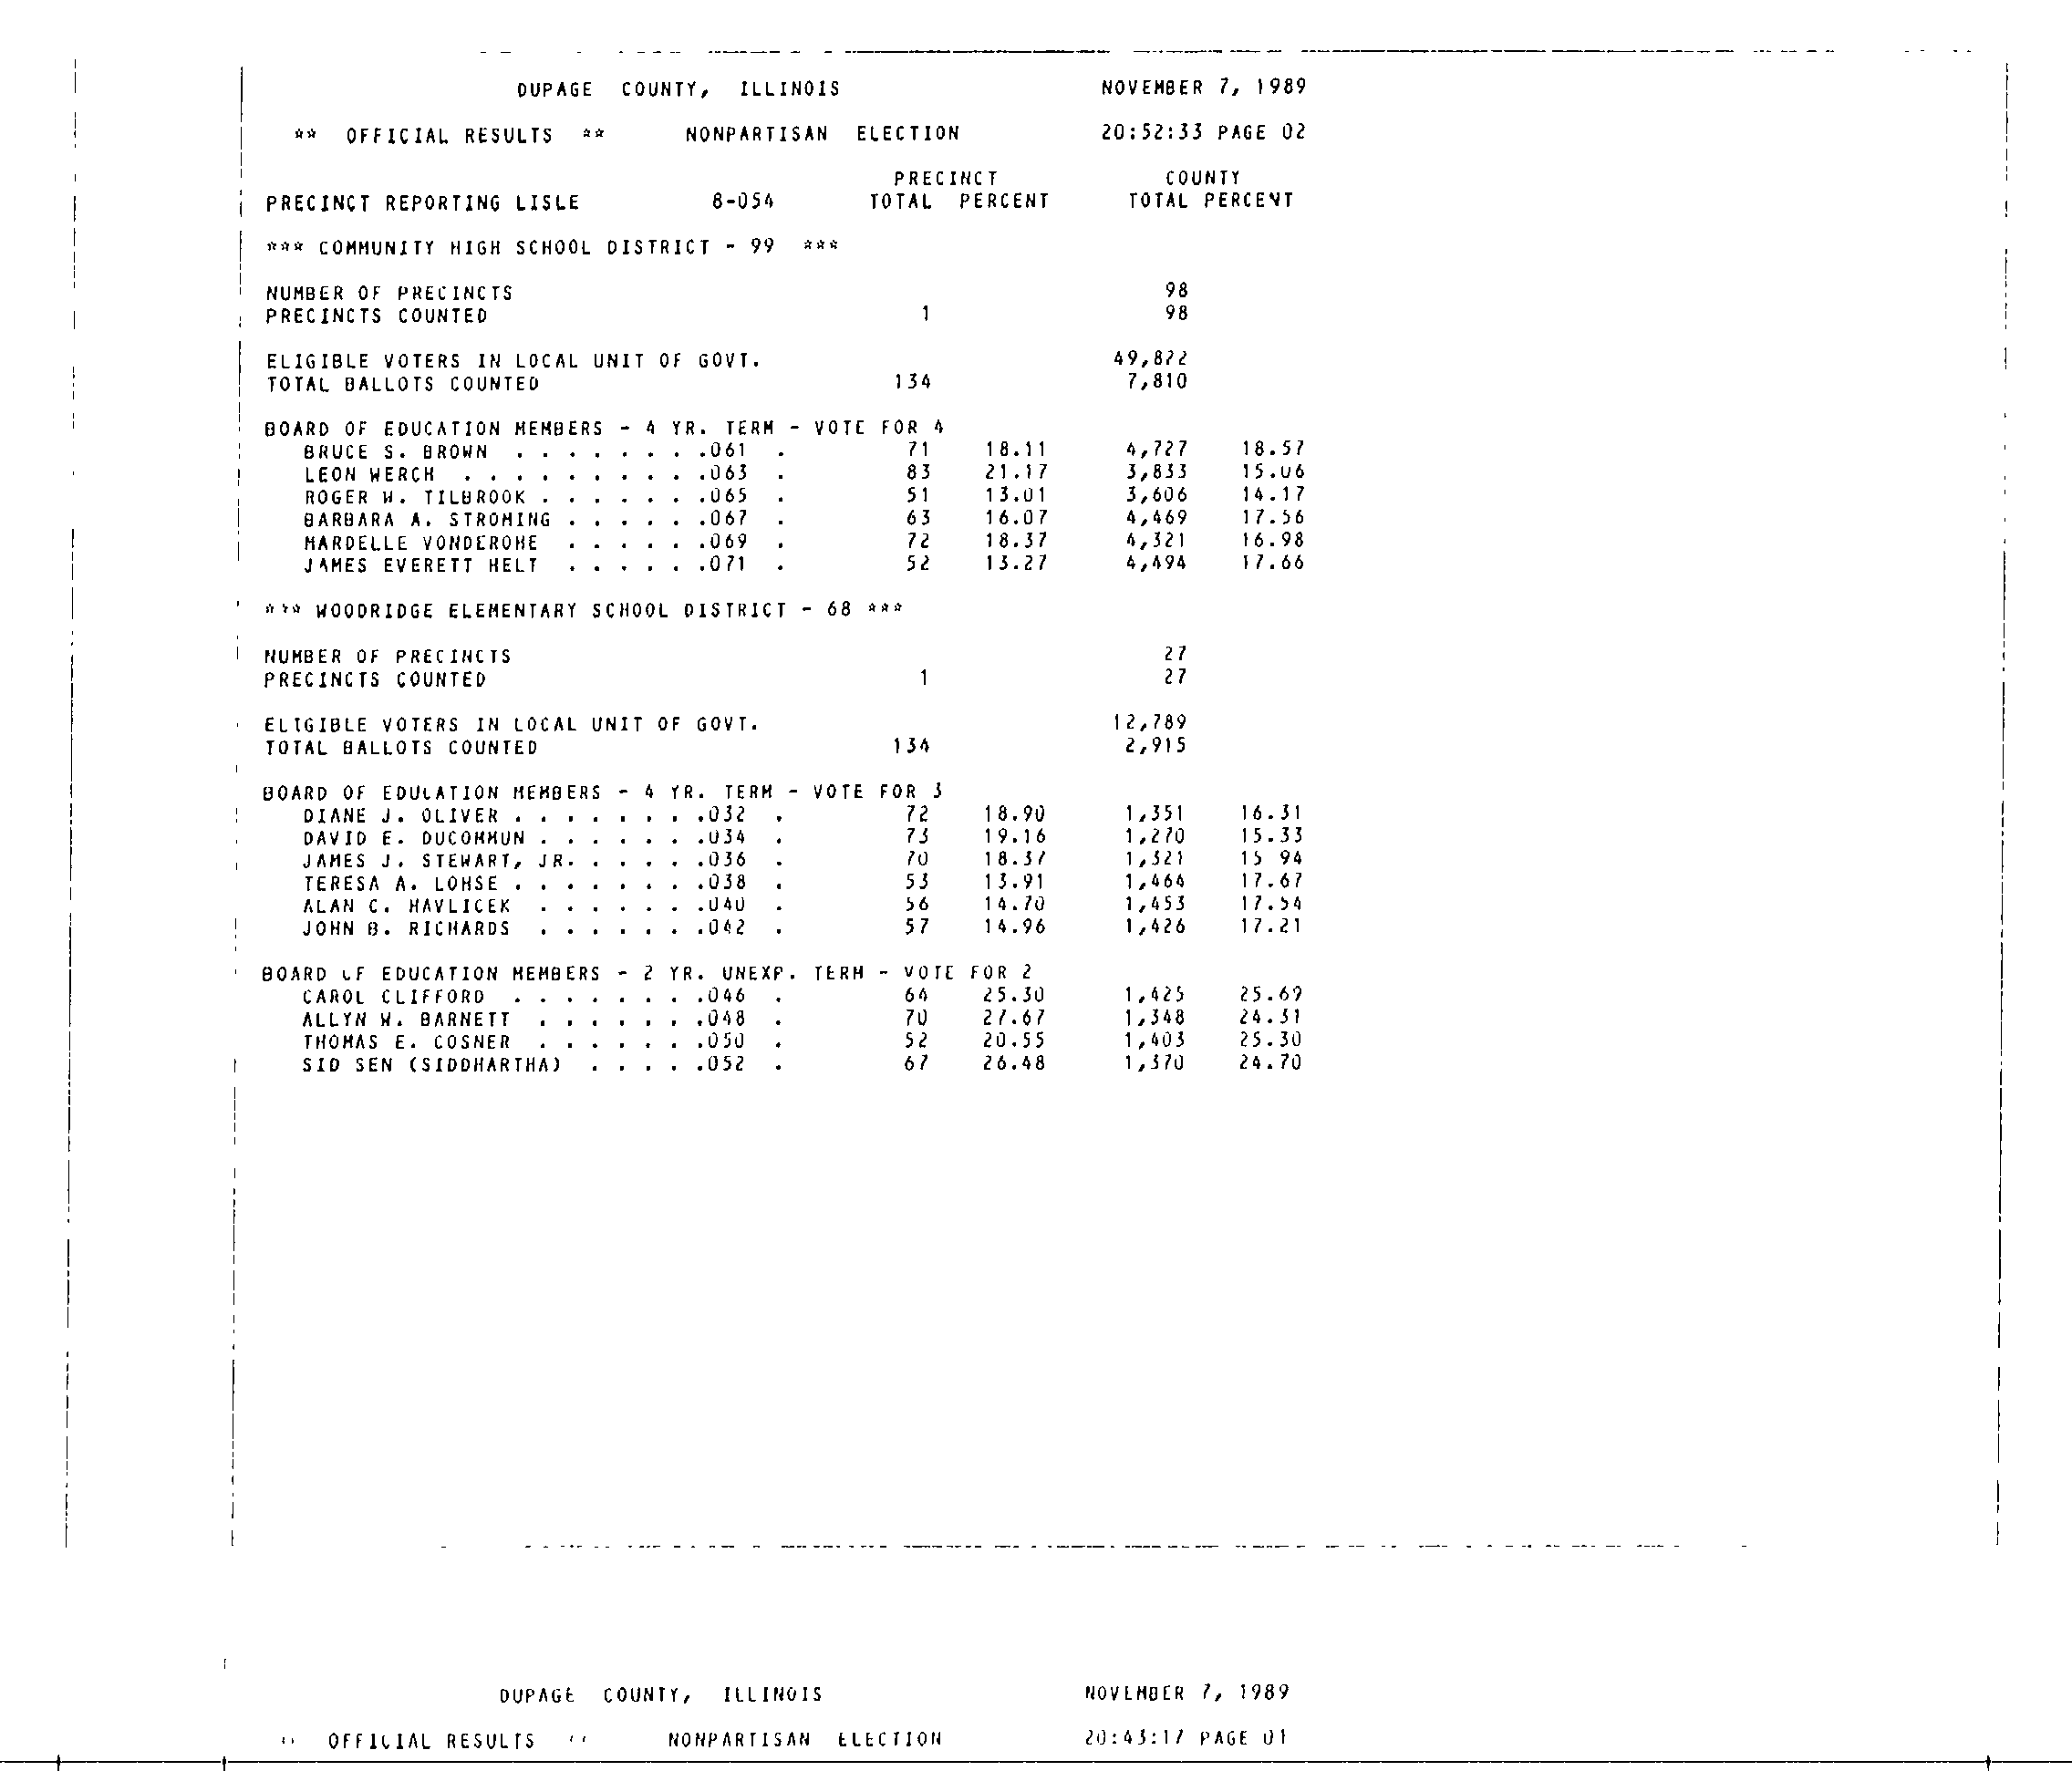 DUPAGE COUNTY, ILLINOIS NOVEMBER 7, 1989
** OFFICIAL RESULTS ** NONPARTISAN ELECTION 20:52:33 PAGE 02
PRECINCT COUNTY
PRECINCT REPORTING LISLE 8-054 TOTAL PERCENT TOTAL PERCENT
*** COMMUNITY HIGH SCHOOL DISTRICT - 99 ***
NUMBER OF PRECINCTS 98
PRECINCTS COUNTED 1 98
ELIGIBLE VOTERS IN LOCAL UNIT OF GOVT. 49,822
TOTAL BALLOTS COUNTED 134 7,810
BOARD OF EDUCATION MEMBERS - 4 YR. TERM - VOTE FOR 4
BRUCE S. BROWN . . . . . . . .061 . 71 18.11 4,727 18.57
LEON WERCH . . . . . . . . . .063 . 83 21.17 3,833 15.06
ROGER W. TILBROOK . . . . . . .065 . 51 13.01 3,606 14.17
BARBARA A. STROMING . . . . . .067 . 63 16.07 4,469 17.56
MARDELLE VONDEROHE . . . . . .069 . 72 18.37 4,321 16.98
JAMES EVERETT HELT . . . . . .071 . 52 13.27 4,494 17.66
*** WOODRIDGE ELEMENTARY SCHOOL DISTRICT - 68 ***
NUMBER OF PRECINCTS 27
PRECINCTS COUNTED 1 27
ELIGIBLE VOTERS IN LOCAL UNIT OF GOVT. 12,789
TOTAL BALLOTS COUNTED 134 2,915
BOARD OF EDUCATION MEMBERS - 4 YR. TERM - VOTE FOR 3
DIANE J. OLIVER . . . . . . . .032 . 72 18.90 1,351 16.31
DAVID E. DUCOMMUN . . . . . . .034 . 73 19.16 1,270 15.33
JAMES J. STEWART, JR. . . . . .036 . 70 18.37 1,321 15 94
TERESA A. LOHSE . . . . . . . .038 . 53 13.91 1,464 17.67
ALAN C. HAVLICEK . . . . . . .040 . 56 14.70 1,453 17.54
JOHN B. RICHARDS . . . . . . .042 . 57 14.96 1,426 17.21
BOARD OF EDUCATION MEMBERS - 2 YR. UNEXP. TERM - VOTE FOR 2
CAROL CLIFFORD . . . . . . . .046 . 64 25.30 1,425 25.69
ALLYN W. BARNETT . . . . . . .048 . 70 27.67 1,348 24.31
THOMAS E. COSNER . . . . . . .050 . 52 20.55 1,403 25.30
SID SEN (SIDDHARTHA) . . . . .052 . 67 26.48 1,370 24.70
DUPAGE COUNTY, ILLINOIS NOVEMBER 7, 1989
OFFICIAL RESULTS NONPARTISAN ELECTION 20:43:17 PAGE 01